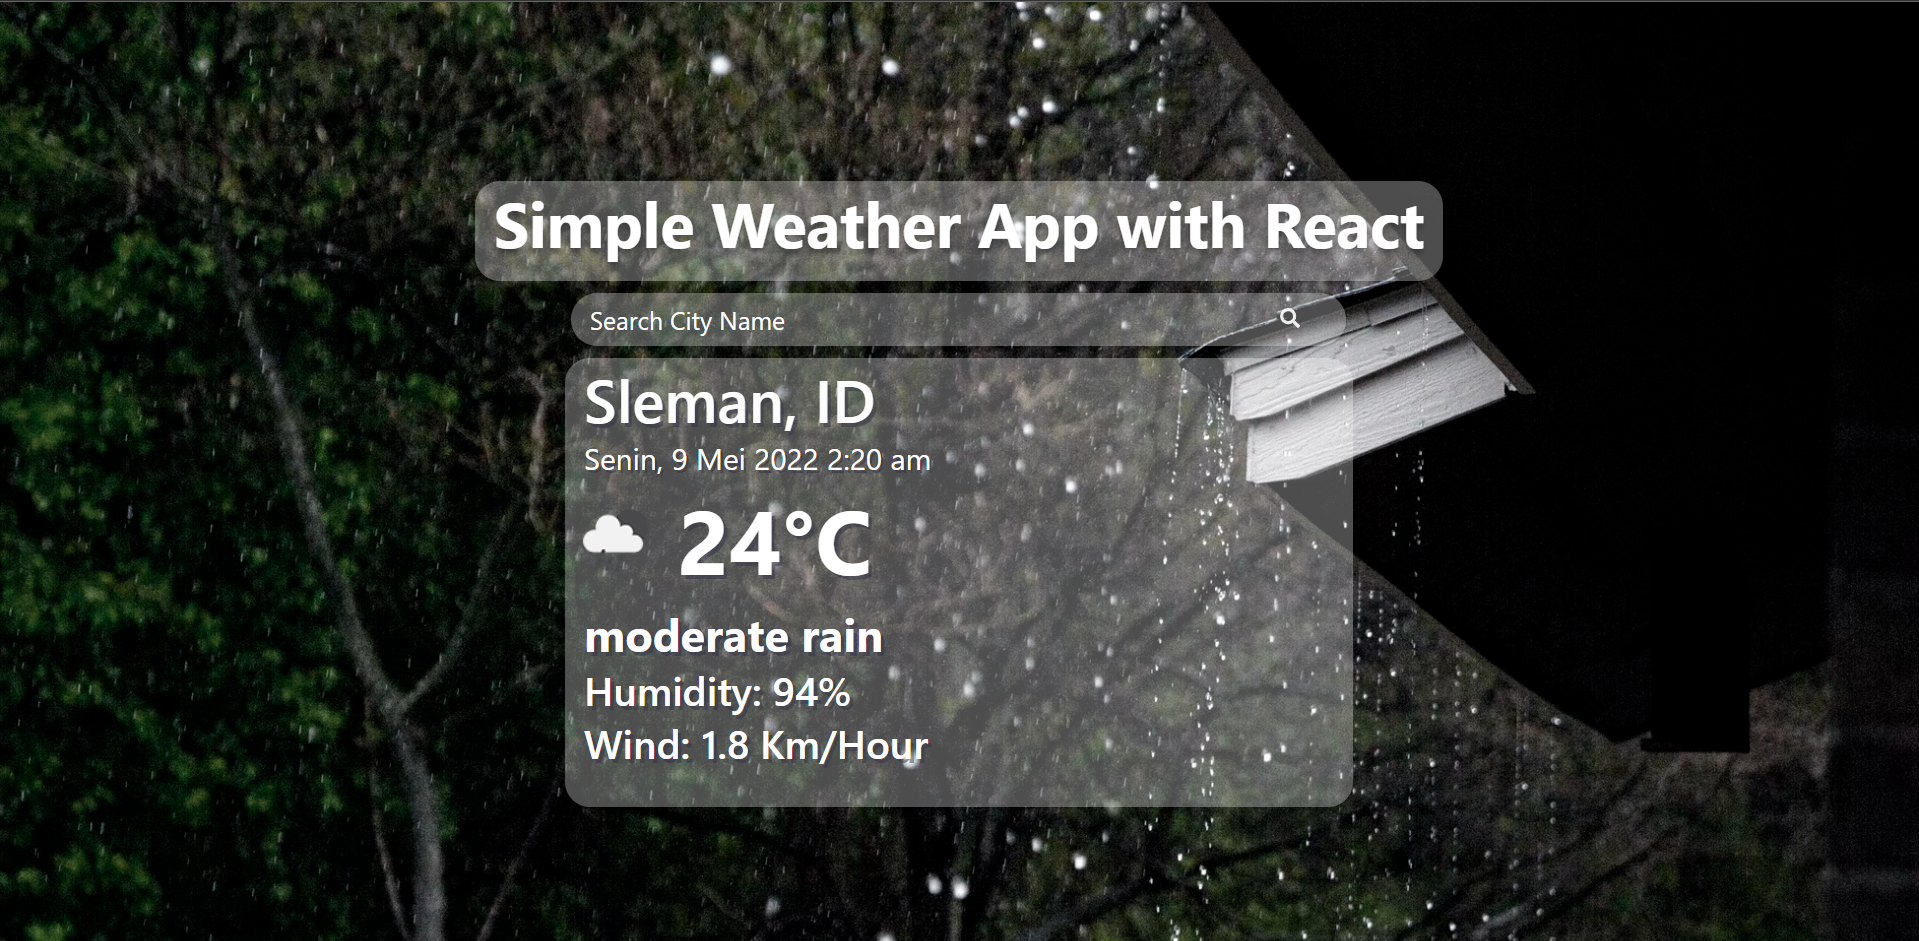 Simple Weather App with React
Search City Name
Sleman, ID
Senin, 9 Mei 2022 2:20 am
24°C
moderate rain
Humidity: 94%
Wind: 1.8 Km/Hour